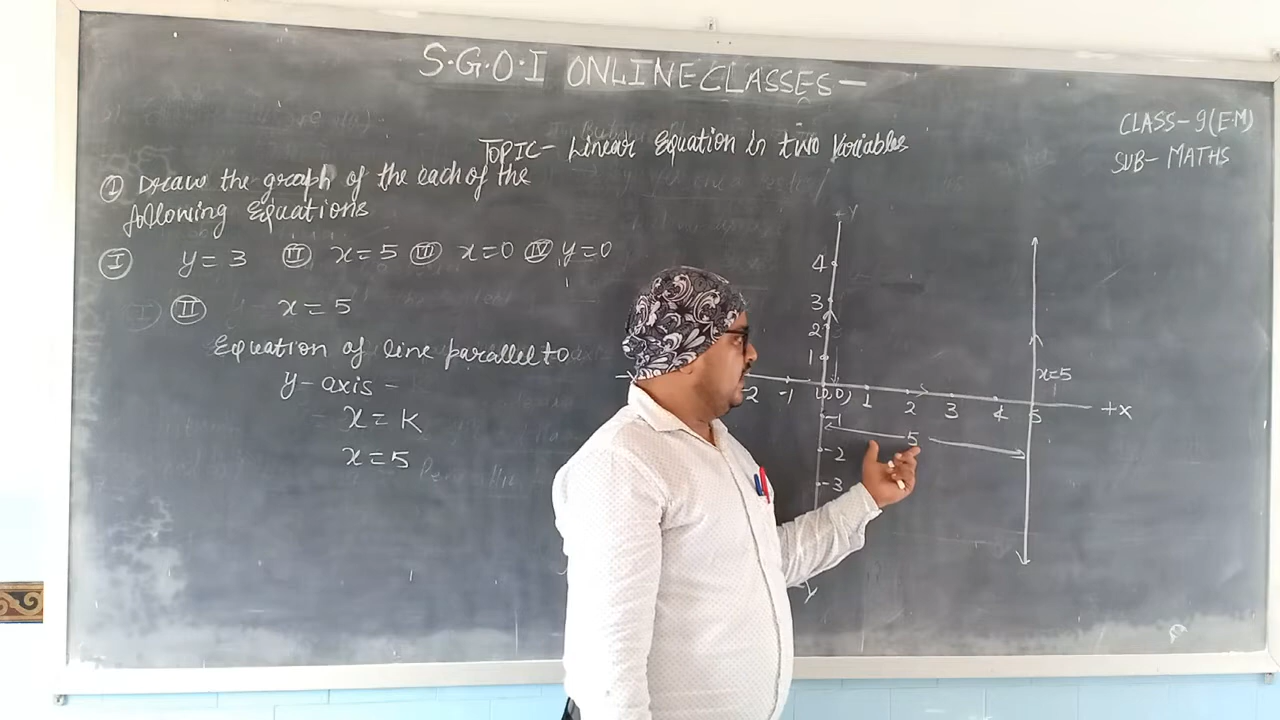 S.G.O.I ONLINE CLASSES-
CLASS-9(E.M)
SUB- MATHS
TOPIC- Linear Equation in two Variables
① Draw the graph of the each of the
following Equations
Ⓘ y=3 Ⓘⓘ x=5 Ⓘⓘⓘ x=0 Ⓘⓥ y=0
Ⓘⓘ x=5
Equation of line parallel to
y-axis -
x=K
x=5
+Y
4
3
2
1
x=5
-2 -1 (0,0) 1 2 3 4 5 +X
-1
5
-2
-3